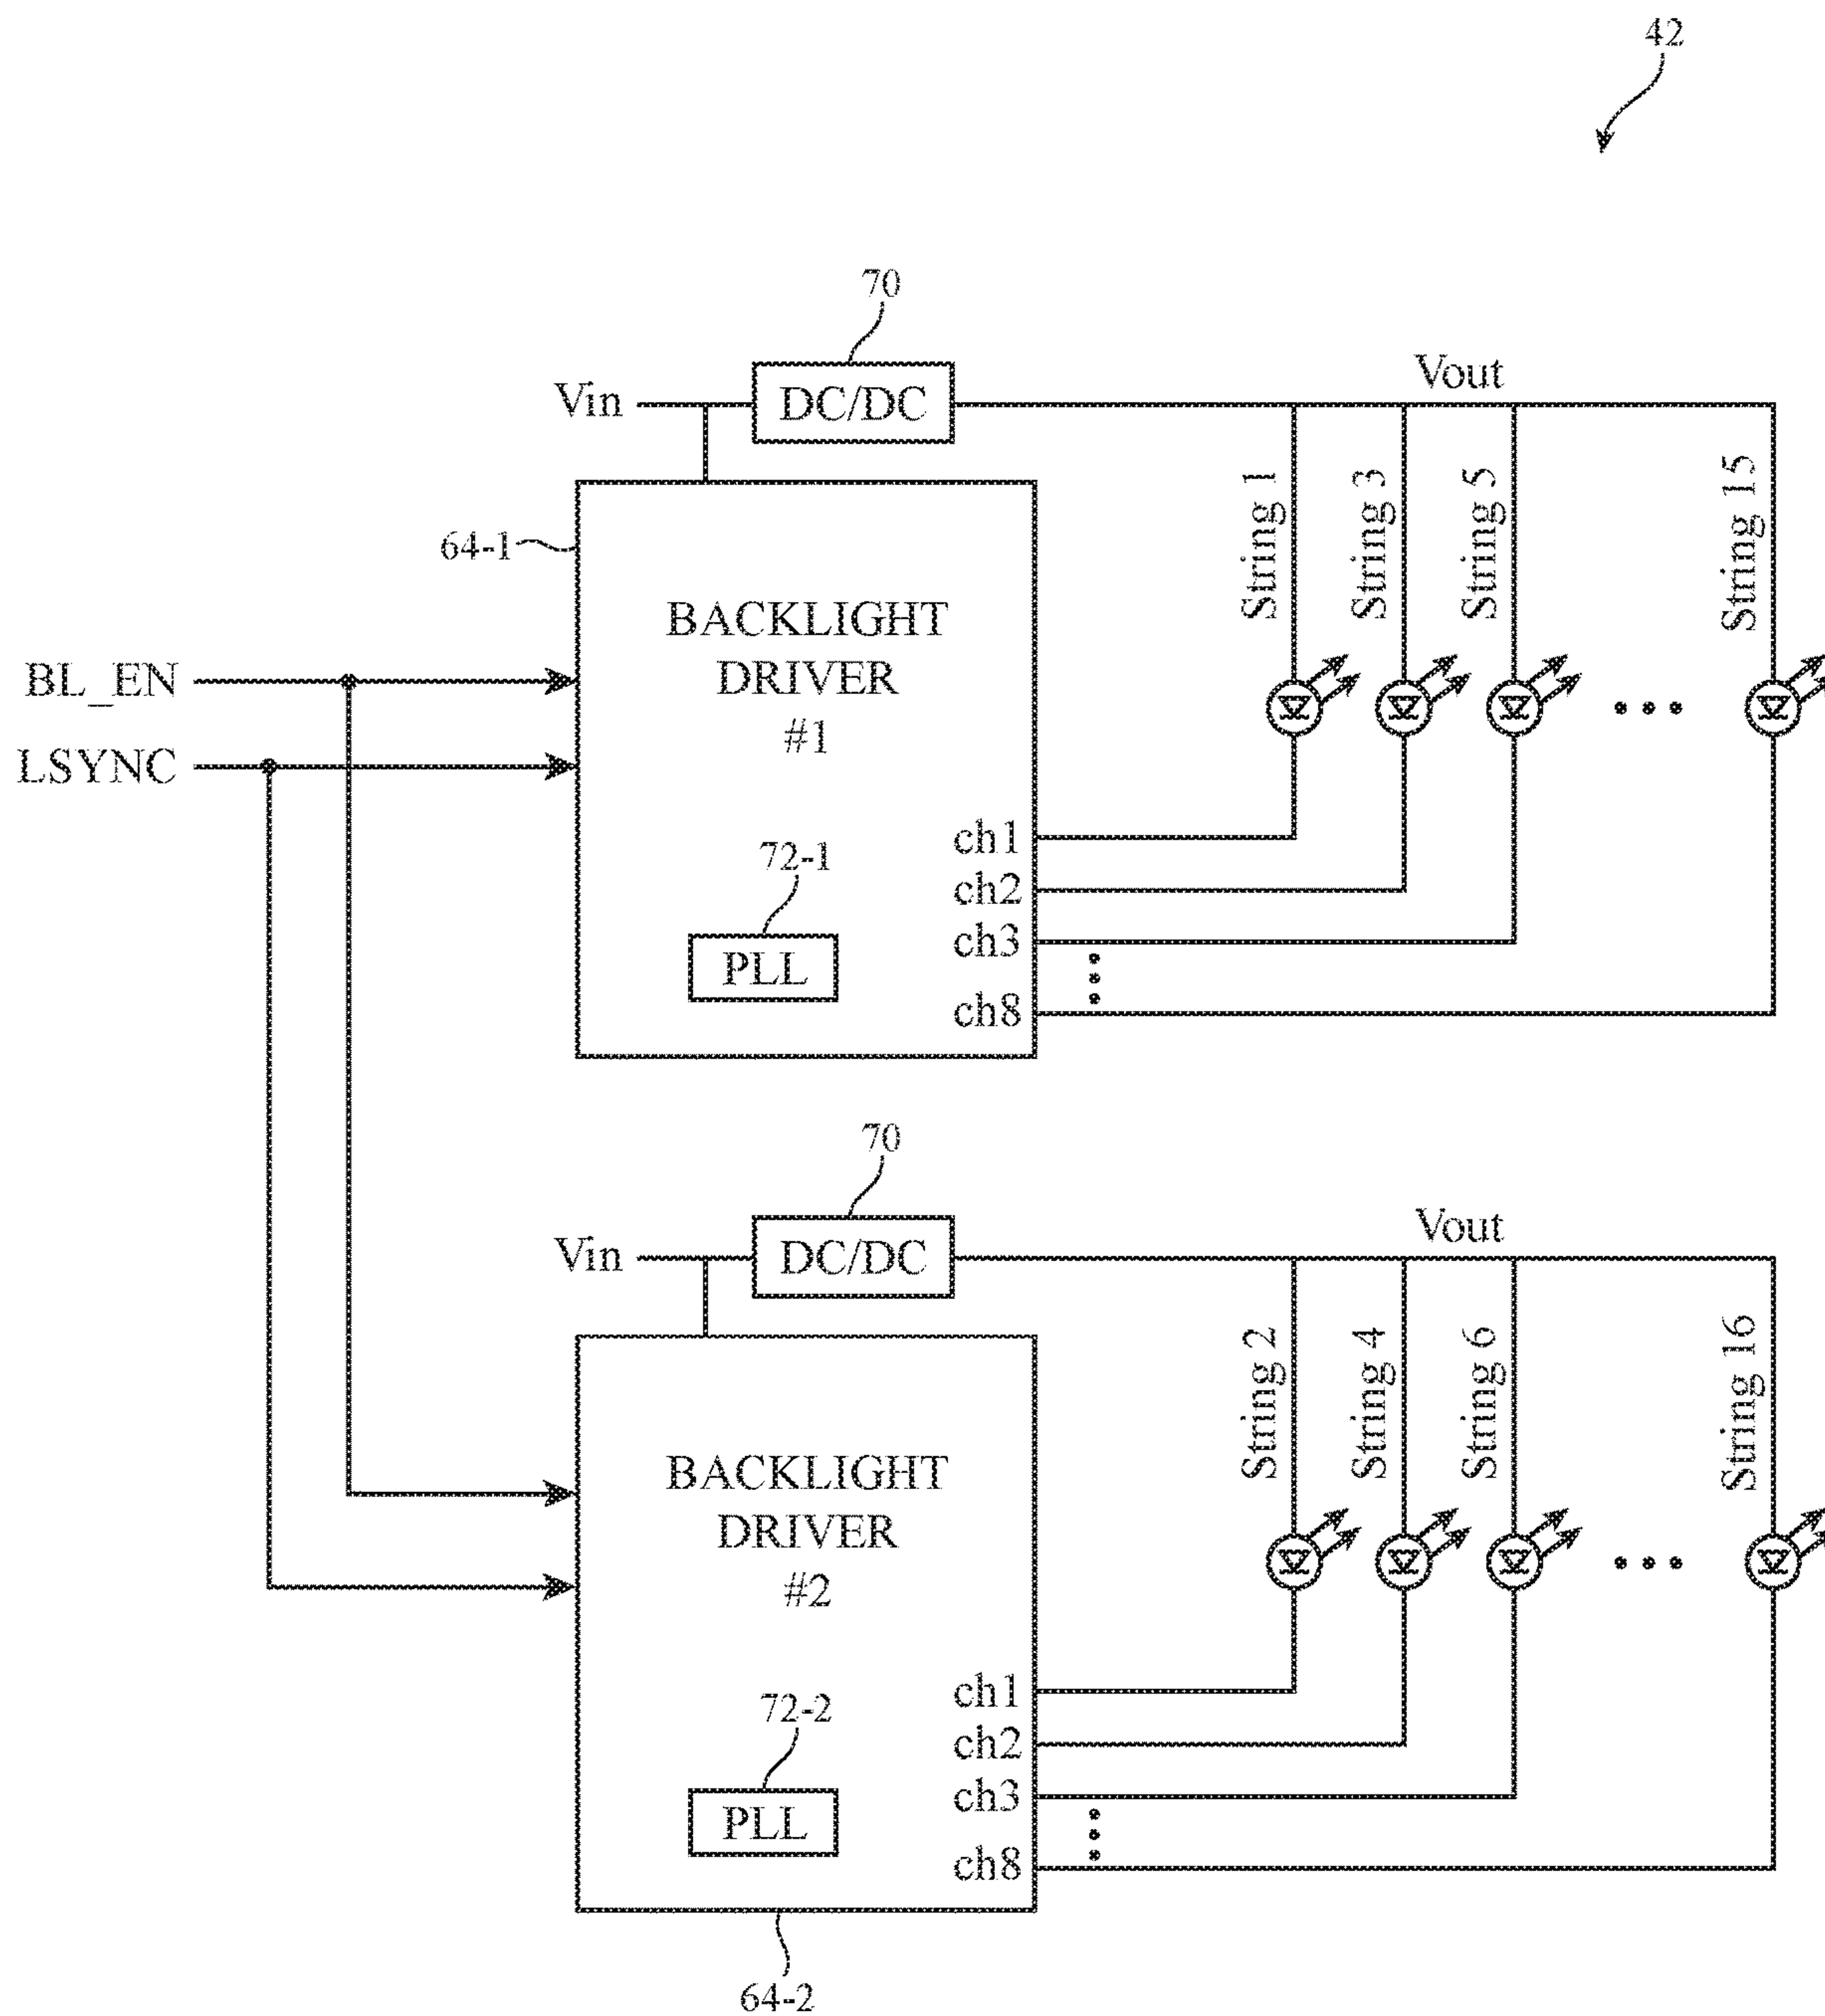 42
70
Vin
DC/DC
Vout
String 1
String 3
String 5
String 15
64-1
BACKLIGHT
DRIVER
#1
BL_EN
LSYNC
ch1
72-1
ch2
ch3
PLL
ch8
70
Vin
DC/DC
Vout
String 2
String 4
String 6
String 16
BACKLIGHT
DRIVER
#2
ch1
72-2
ch2
ch3
PLL
ch8
64-2